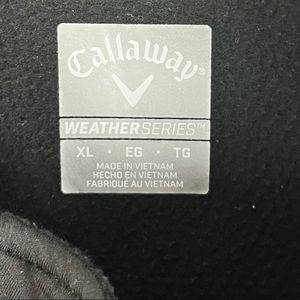 Callaway®
WEATHERSERIES™
XL · EG · TG
MADE IN VIETNAM
HECHO EN VIETNAM
FABRIQUÉ AU VIETNAM